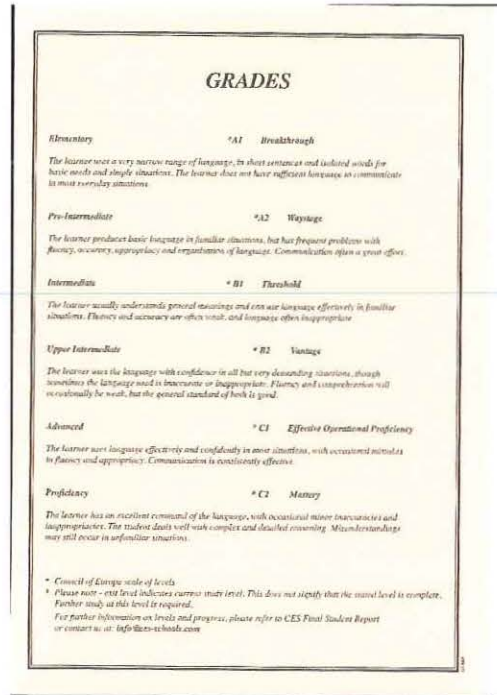 GRADES
Elementary *A1 Breakthrough
The learner uses a very narrow range of language, in short sentences and isolated words for
basic needs and simple situations. The learner does not have sufficient language to communicate
in most everyday situations.
Pre-Intermediate *A2 Waystage
The learner produces basic language in familiar situations, but has frequent problems with
fluency, accuracy, appropriacy and organisation of language. Communication often a great effort.
Intermediate * B1 Threshold
The learner usually understands general meanings and can use language effectively in familiar
situations. Fluency and accuracy are often weak, and language often inappropriate
Upper Intermediate * B2 Vantage
The learner uses the language with confidence in all but very demanding situations, though
sometimes the language used is inaccurate or inappropriate. Fluency and comprehension will
occasionally be weak, but the general standard of both is good.
Advanced * C1 Effective Operational Proficiency
The learner uses language effectively and confidently in most situations, with occasional mistakes
in fluency and appropriacy. Communication is consistently effective.
Proficiency * C2 Mastery
The learner has an excellent command of the language, with occasional minor inaccuracies and
inappropriacies. The student deals well with complex and detailed reasoning. Misunderstandings
may still occur in unfamiliar situations.
* Council of Europe scale of levels
* Please note - exit level indicates current study level. This does not signify that the stated level is complete.
Further study at this level is required.
For further information on levels and progress, please refer to CES Final Student Report
or contact us at: info@ces-schools.com